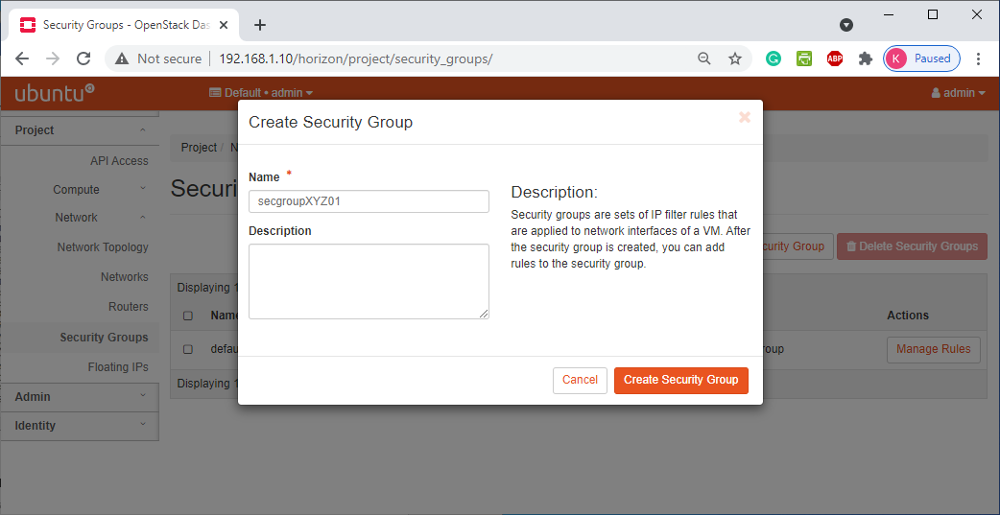 Security Groups - OpenStack Das
Not secure
192.168.1.10/horizon/project/security_groups/
ABP
K
Paused
ubuntu
Default • admin
admin
Project
API Access
Compute
Network
Network Topology
Networks
Routers
Security Groups
Floating IPs
Admin
Identity
Project / N
Securi
curity Group
Delete Security Groups
Displaying 1
Name
Actions
defau
roup
Manage Rules
Displaying 1
Create Security Group
Name *
secgroupXYZ01
Description
Description:
Security groups are sets of IP filter rules that
are applied to network interfaces of a VM. After
the security group is created, you can add
rules to the security group.
Cancel
Create Security Group